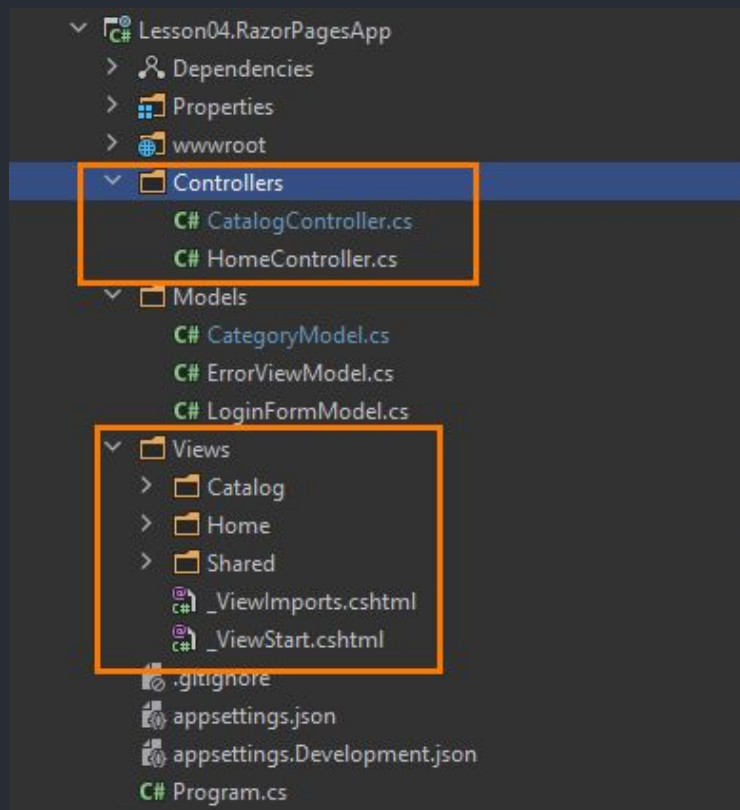 C# Lesson04.RazorPagesApp
Dependencies
Properties
wwwroot
Controllers
C# CatalogController.cs
C# HomeController.cs
Models
C# CategoryModel.cs
C# ErrorViewModel.cs
C# LoginFormModel.cs
Views
Catalog
Home
Shared
@ C# _ViewImports.cshtml
@ C# _ViewStart.cshtml
.gitignore
appsettings.json
appsettings.Development.json
C# Program.cs